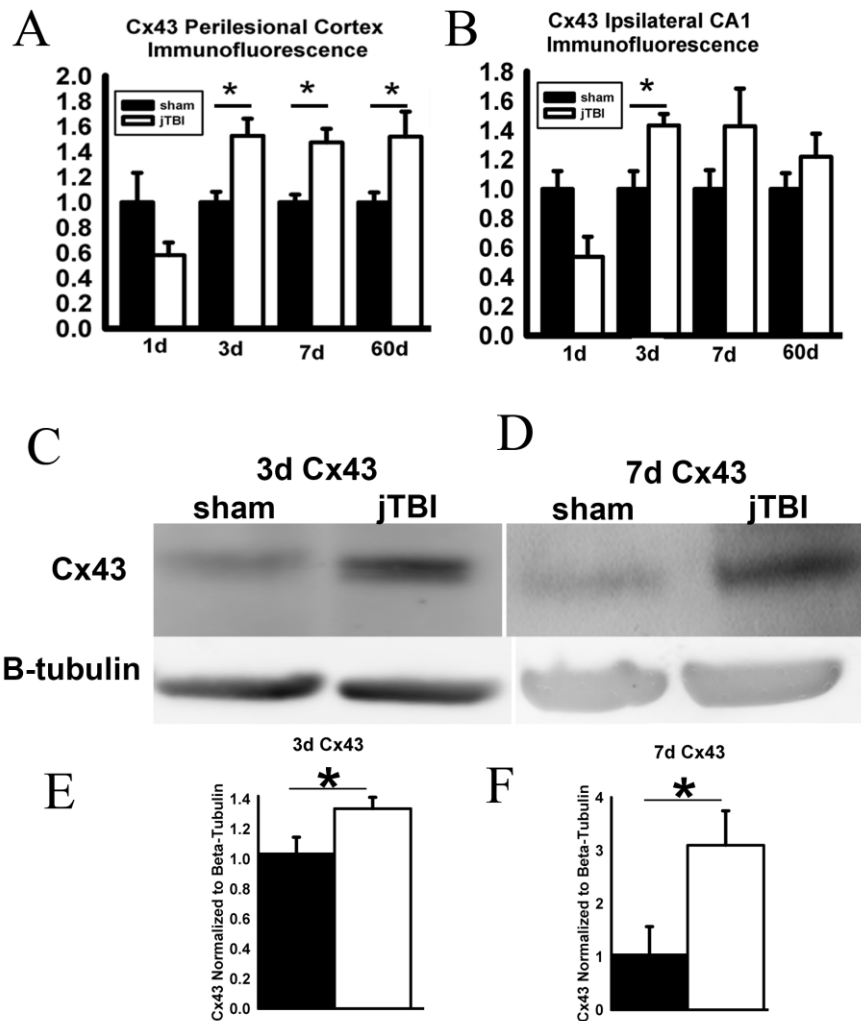 A
Cx43 Perilesional Cortex
Immunofluorescence
2.0
1.8
1.6
1.4
1.2
1.0
0.8
0.6
0.4
0.2
0.0
sham
jTBI
* * *
1d 3d 7d 60d
B
Cx43 Ipsilateral CA1
Immunofluorescence
1.8
1.6
1.4
1.2
1.0
0.8
0.6
0.4
0.2
0.0
sham
jTBI
*
1d 3d 7d 60d
C
3d Cx43
sham jTBI
D
7d Cx43
sham jTBI
Cx43
B-tubulin
E
3d Cx43
*
Cx43 Normalized to Beta-Tubulin
1.4
1.2
1.0
0.8
0.6
0.4
0.2
0.0
F
7d Cx43
*
Cx43 Normalized to Beta-Tubulin
4
3
2
1
0